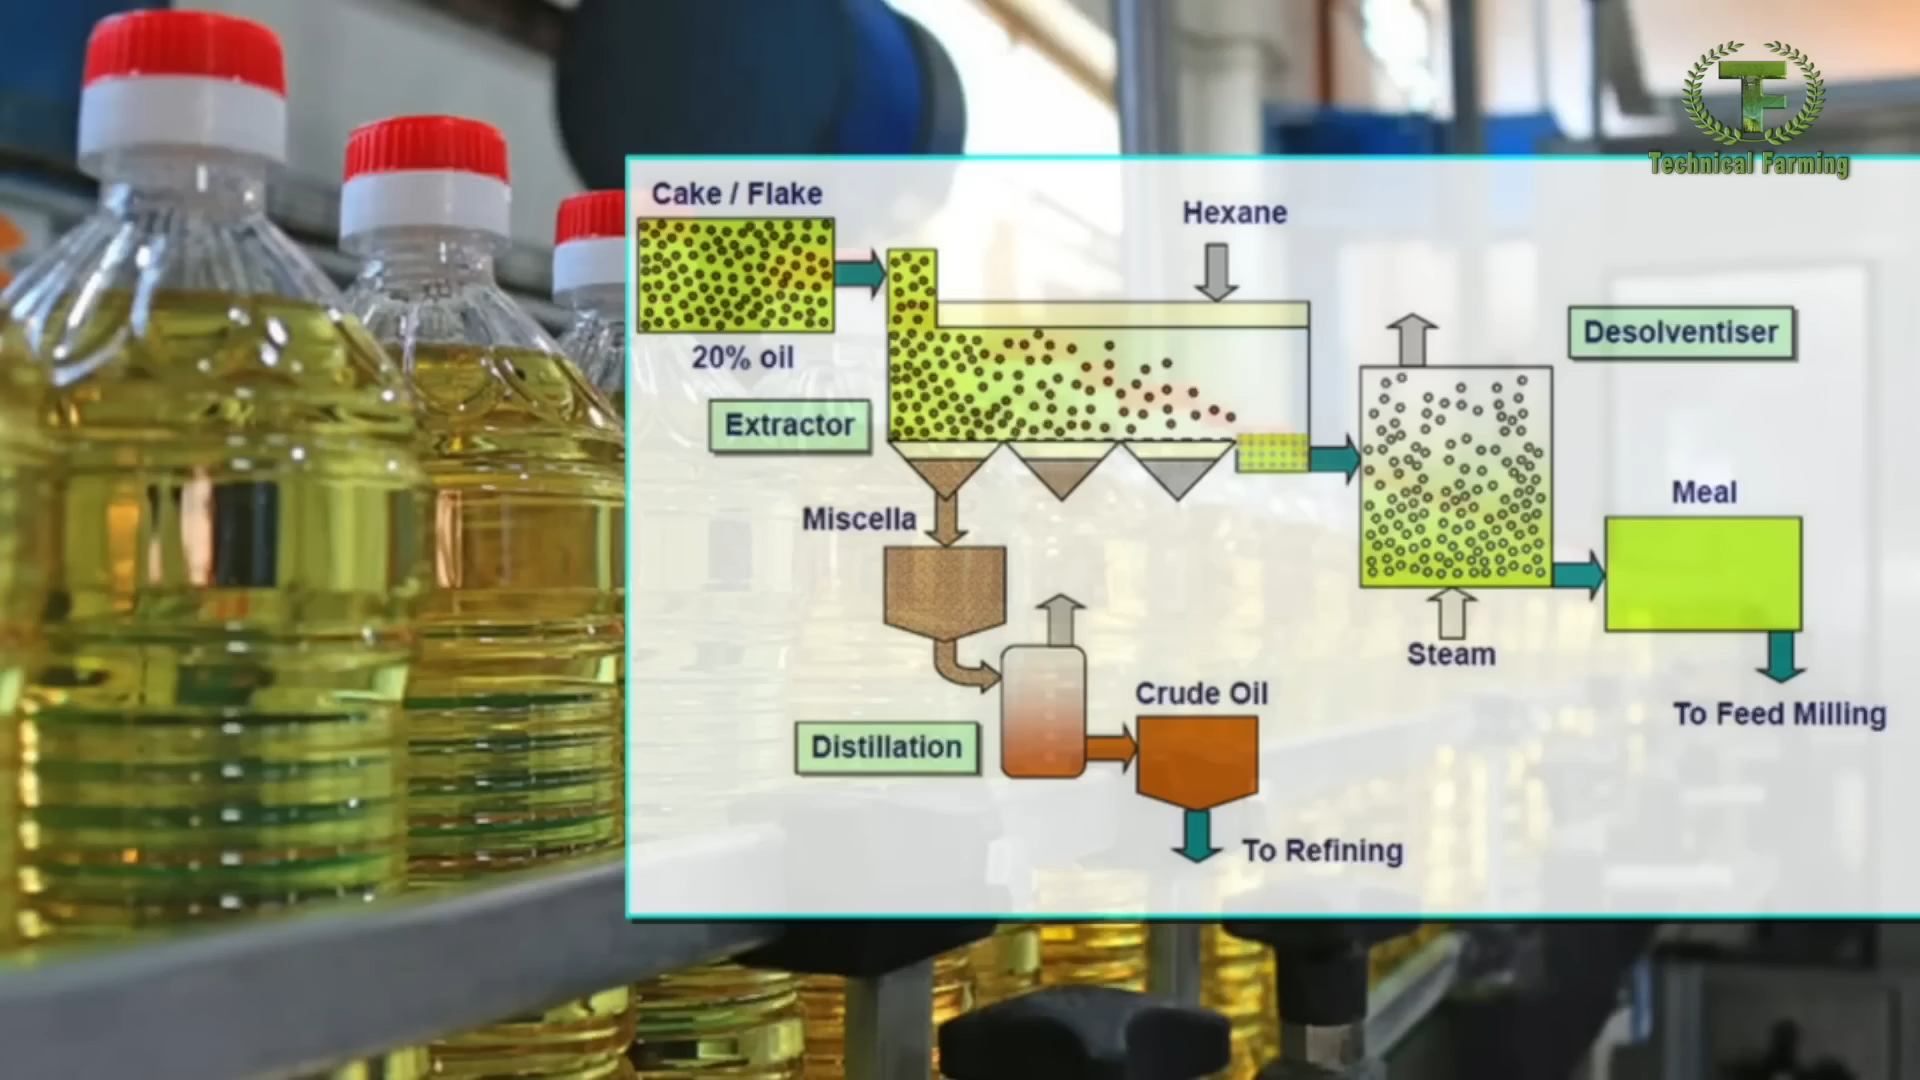 TF
Technical Farming
Cake / Flake
Hexane
20% oil
Desolventiser
Extractor
Meal
Miscella
Steam
Crude Oil
To Feed Milling
Distillation
To Refining